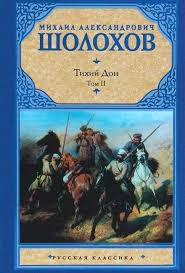 МИХАИЛ АЛЕКСАНДРОВИЧ
ШОЛОХОВ
Тихий Дон
Том II
РУССКАЯ КЛАССИКА